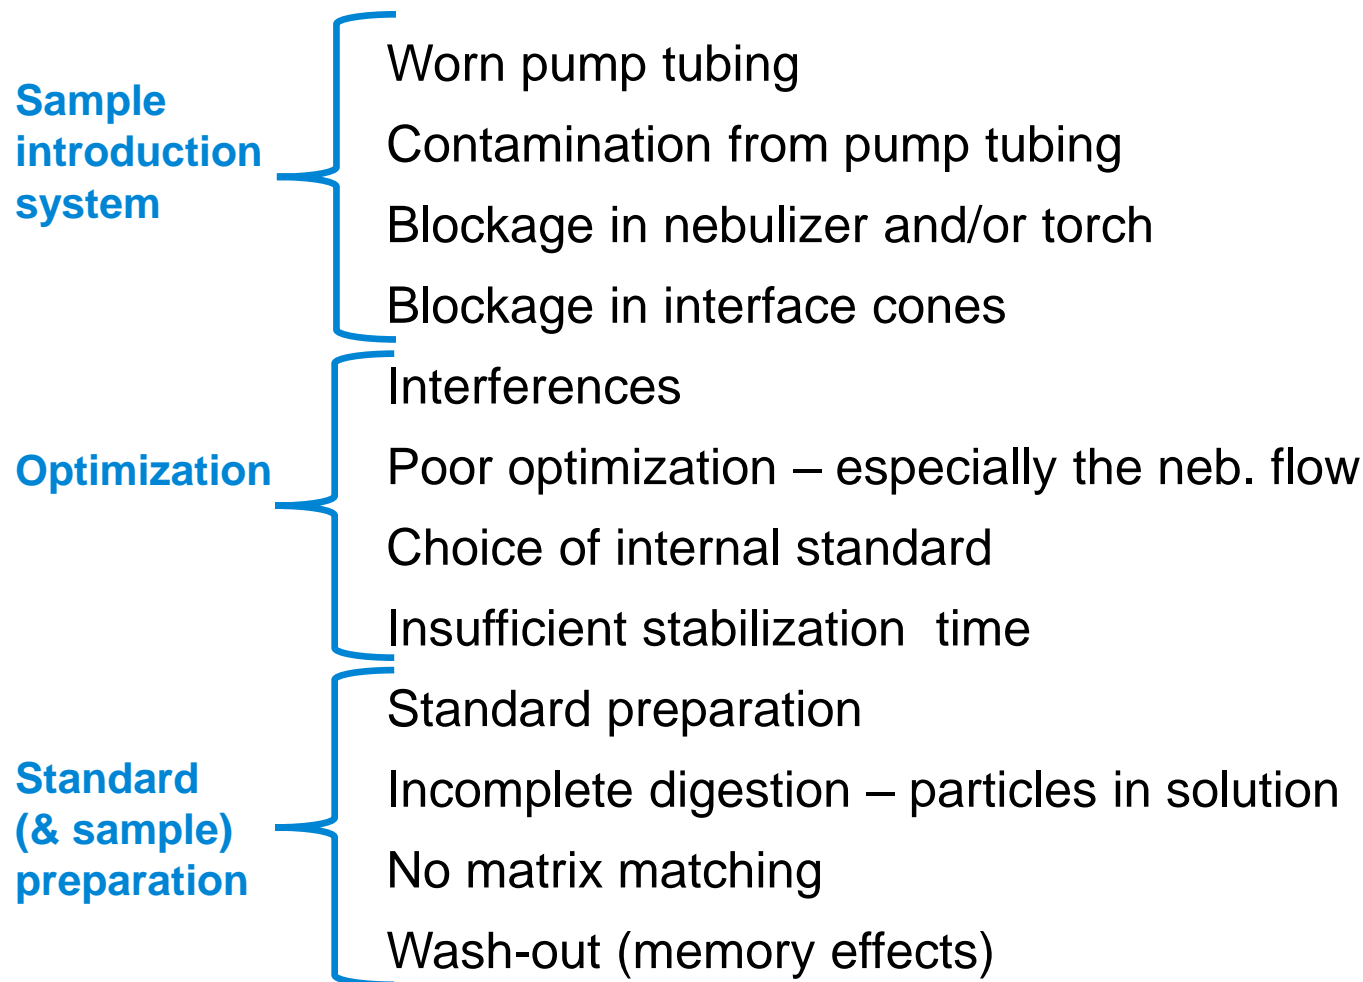 Sample
introduction
system
Worn pump tubing
Contamination from pump tubing
Blockage in nebulizer and/or torch
Blockage in interface cones
Optimization
Interferences
Poor optimization – especially the neb. flow
Choice of internal standard
Insufficient stabilization  time
Standard
(& sample)
preparation
Standard preparation
Incomplete digestion – particles in solution
No matrix matching
Wash-out (memory effects)